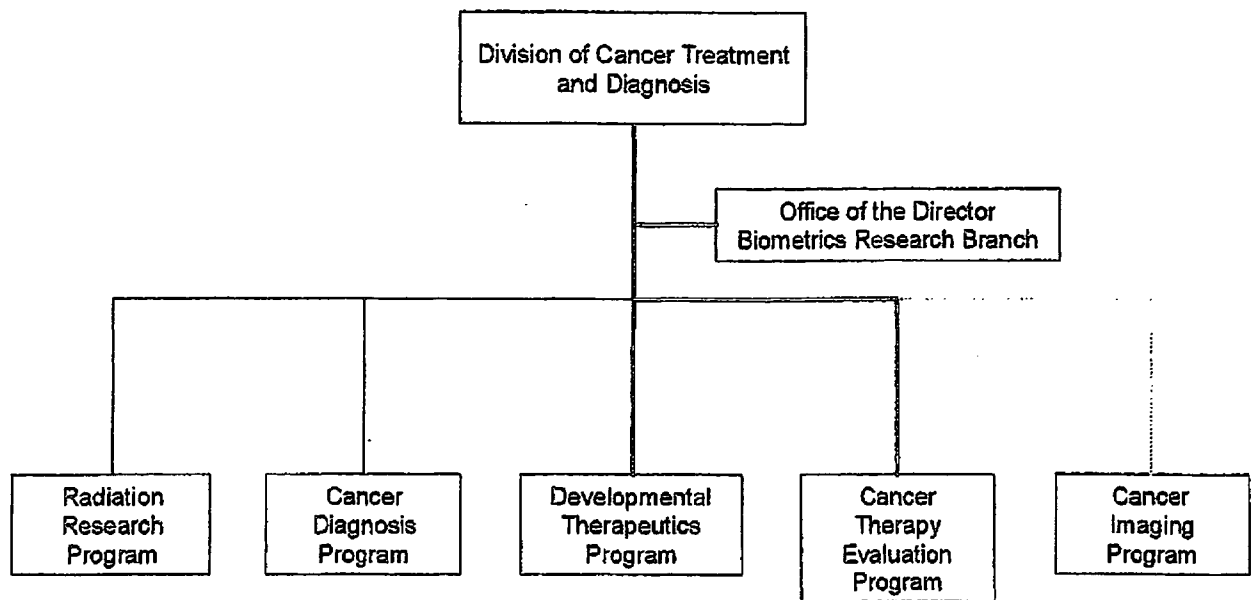 Division of Cancer Treatment
and Diagnosis
Office of the Director
Biometrics Research Branch
Radiation
Research
Program
Cancer
Diagnosis
Program
Developmental
Therapeutics
Program
Cancer
Therapy
Evaluation
Program
Cancer
Imaging
Program